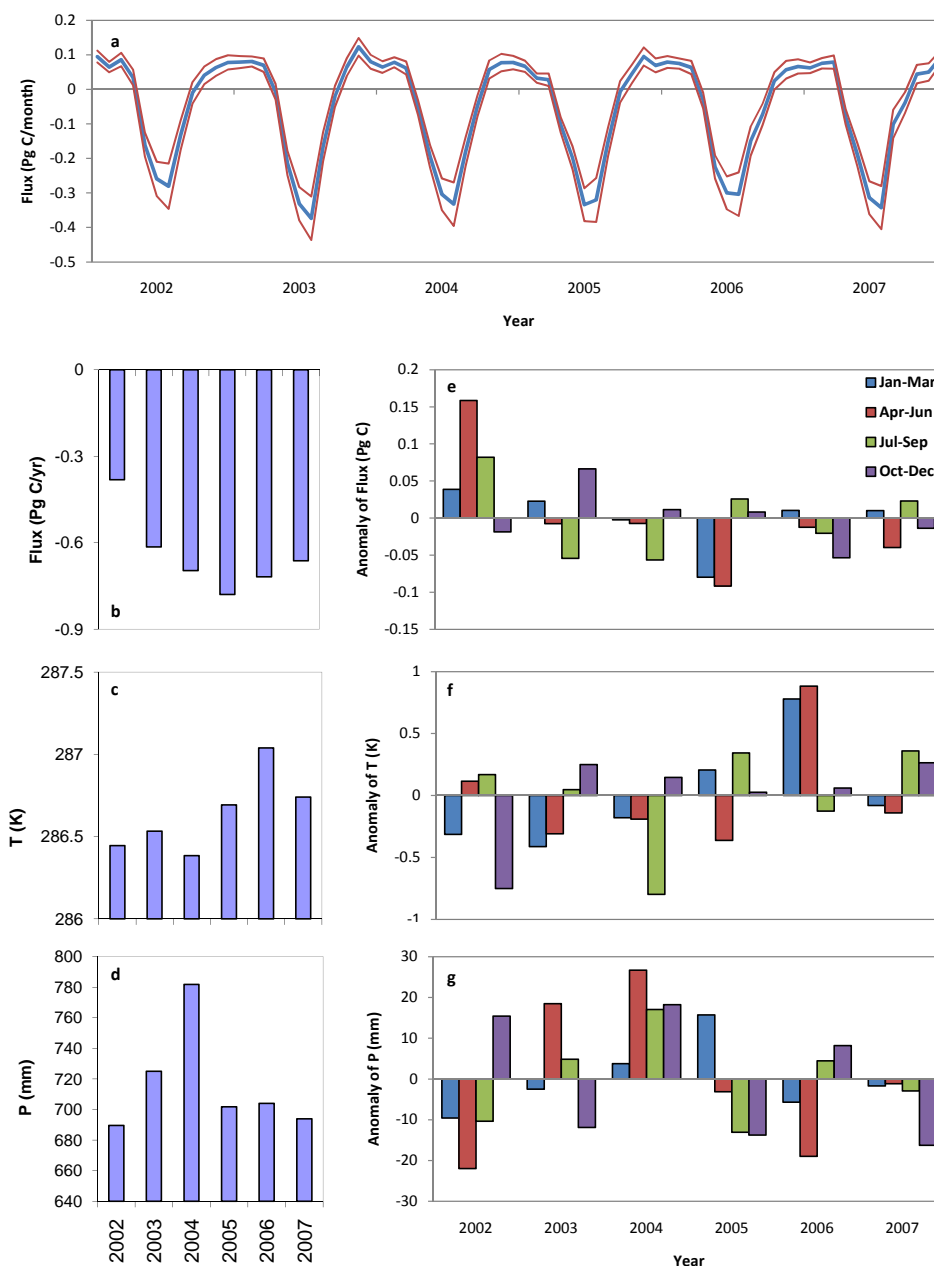 0.2
a
0.1
0
-0.1
-0.2
-0.3
-0.4
-0.5
Flux (Pg C/month)
2002 2003 2004 2005 2006 2007
Year
0
-0.3
-0.6
-0.9
Flux (Pg C/yr)
b
0.2
0.15
0.1
0.05
0
-0.05
-0.1
-0.15
Anomaly of Flux (Pg C)
e
Jan-Mar
Apr-Jun
Jul-Sep
Oct-Dec
287.5
287
286.5
286
T (K)
c
1
0.5
0
-0.5
-1
Anomaly of T (K)
f
800
780
760
740
720
700
680
660
640
P (mm)
d
2002 2003 2004 2005 2006 2007
30
20
10
0
-10
-20
-30
Anomaly of P (mm)
g
2002 2003 2004 2005 2006 2007
Year